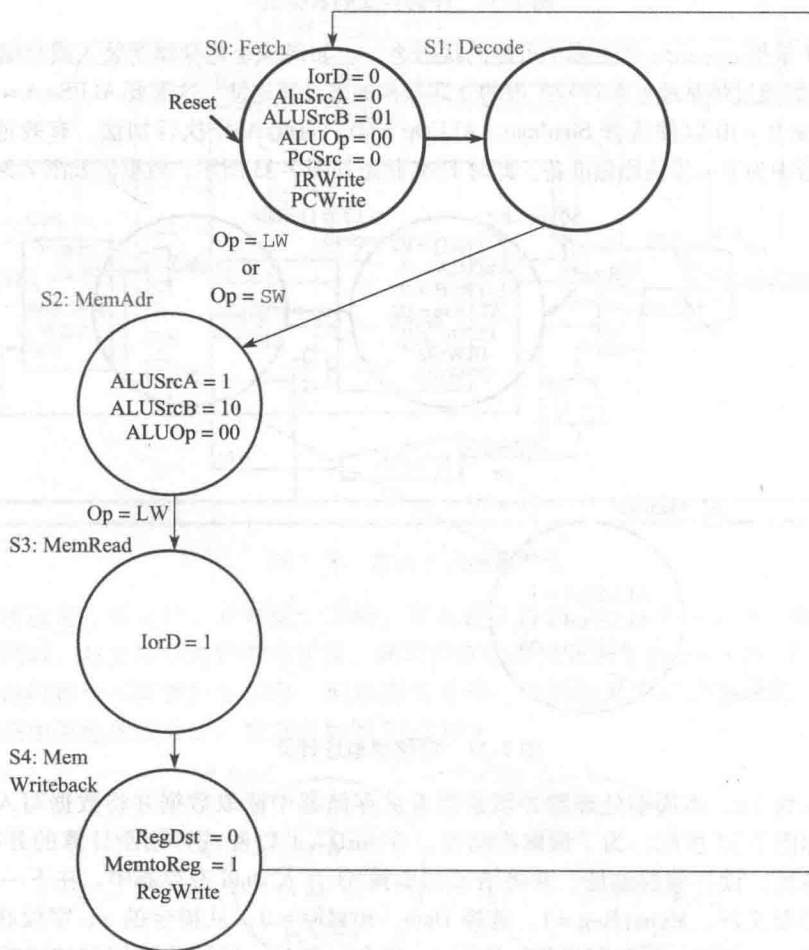 S0: Fetch
S1: Decode
Reset
IorD = 0
AluSrcA = 0
ALUSrcB = 01
ALUOp = 00
PCSrc = 0
IRWrite
PCWrite
Op = LW
or
Op = SW
S2: MemAdr
ALUSrcA = 1
ALUSrcB = 10
ALUOp = 00
Op = LW
S3: MemRead
IorD = 1
S4: Mem
Writeback
RegDst = 0
MemtoReg = 1
RegWrite